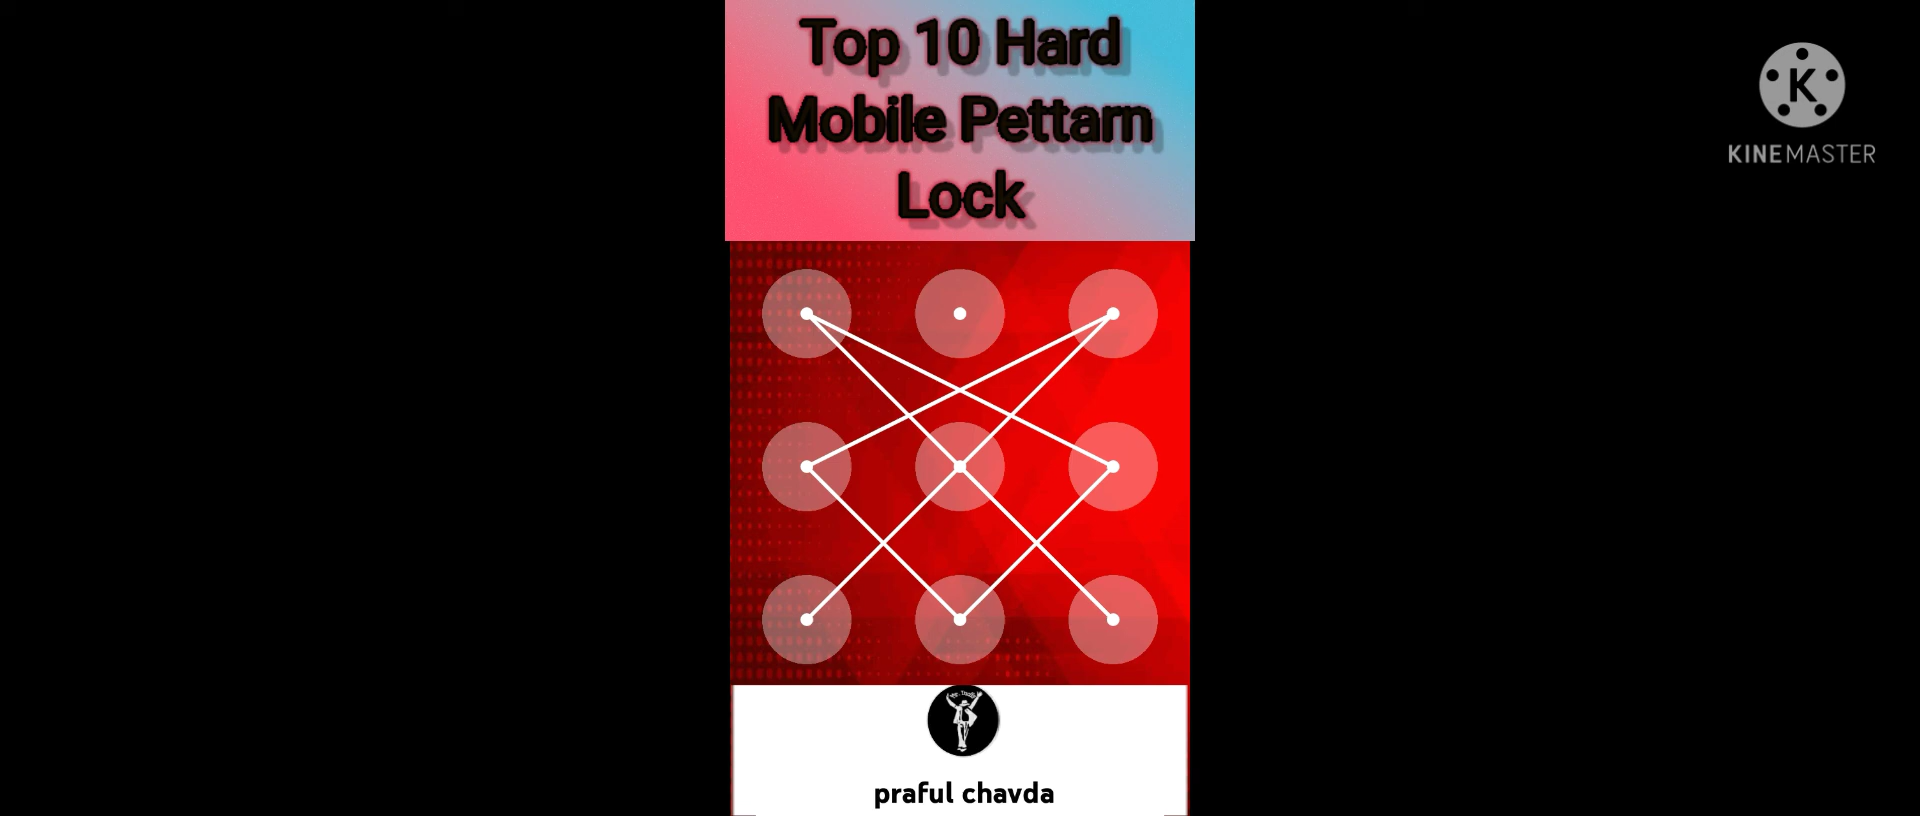 Top 10 Hard
Mobile Pettarn
Lock
K
KINEMASTER
praful chavda